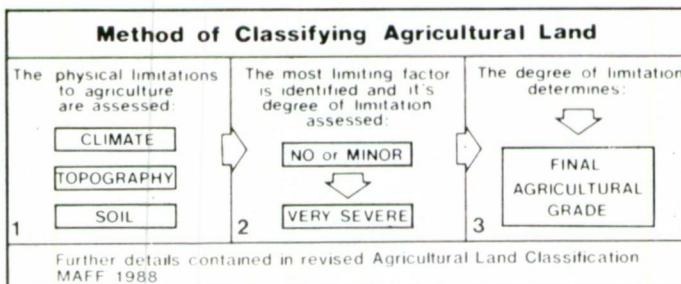 Method of Classifying Agricultural Land
The physical limitations
to agriculture
are assessed:
CLIMATE
TOPOGRAPHY
SOIL
1
The most limiting factor
is identified and it's
degree of limitation
assessed:
NO or MINOR
VERY SEVERE
2
The degree of limitation
determines:
FINAL
AGRICULTURAL
GRADE
3
Further details contained in revised Agricultural Land Classification
MAFF 1988